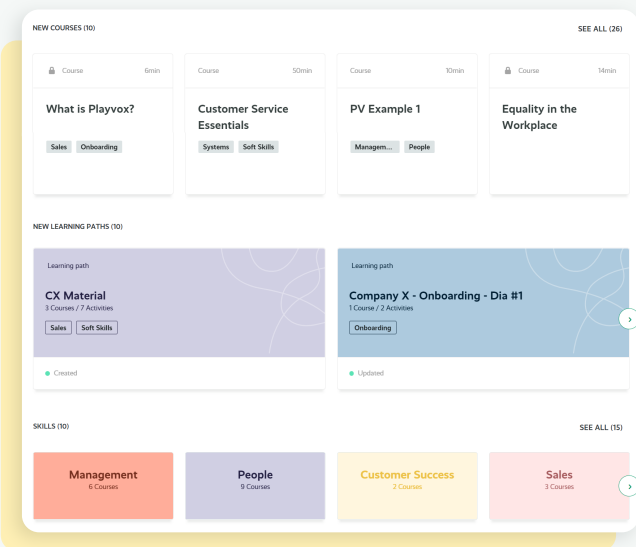 NEW COURSES (10)
SEE ALL (26)
Course 6min
What is Playvox?
Sales Onboarding
Course 50min
Customer Service
Essentials
Systems Soft Skills
Course 10min
PV Example 1
Managem... People
Course 14min
Equality in the
Workplace
NEW LEARNING PATHS (10)
Learning path
CX Material
3 Courses / 7 Activities
Sales Soft Skills
Created
Learning path
Company X - Onboarding - Dia #1
1 Course / 2 Activities
Onboarding
Updated
SKILLS (10)
SEE ALL (15)
Management
6 Courses
People
9 Courses
Customer Success
2 Courses
Sales
3 Courses